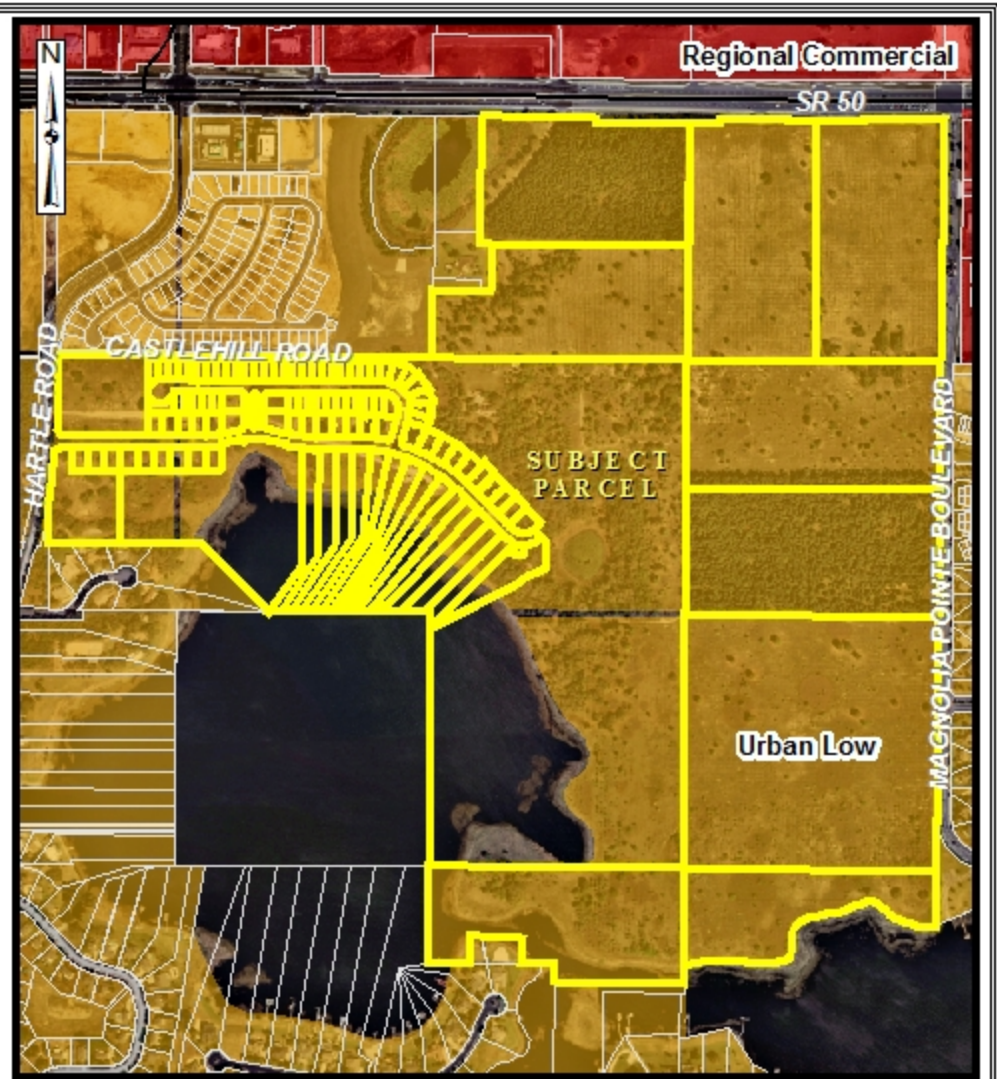 N
Regional Commercial
SR 50
CASTLEHILL ROAD
HARTLE ROAD
SUBJECT
PARCEL
MAGNOLIA POINTE BOULEVARD
Urban Low